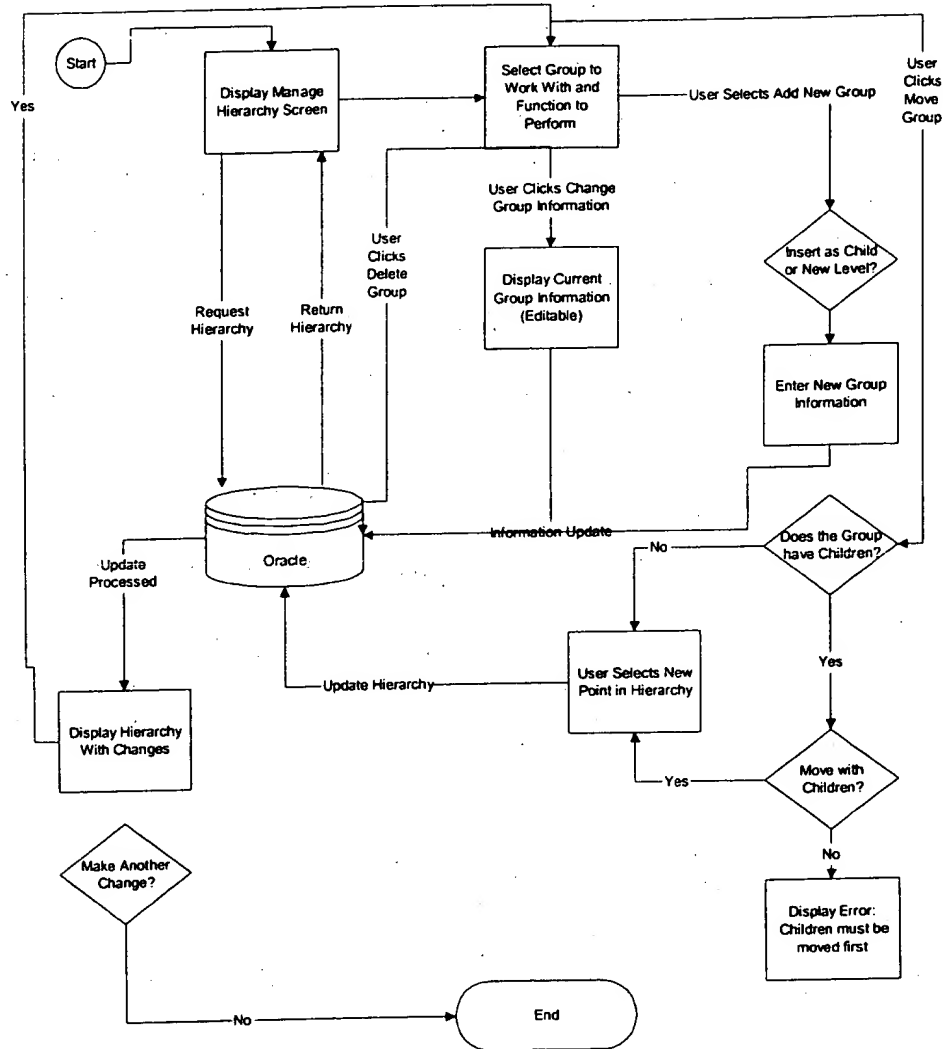 Start
Yes
Display Manage
Hierarchy Screen
Select Group to
Work With and
Function to
Perform
User Selects Add New Group
User
Clicks
Move
Group
User Clicks Change
Group Information
User
Clicks
Delete
Group
Insert as Child
or New Level?
Display Current
Group Information
(Editable)
Request
Hierarchy
Return
Hierarchy
Enter New Group
Information
Information Update
Oracle
Does the Group
have Children?
No
Update
Processed
Yes
User Selects New
Point in Hierarchy
Update Hierarchy
Display Hierarchy
With Changes
Move with
Children?
Yes
No
Make Another
Change?
Display Error:
Children must be
moved first
No
End